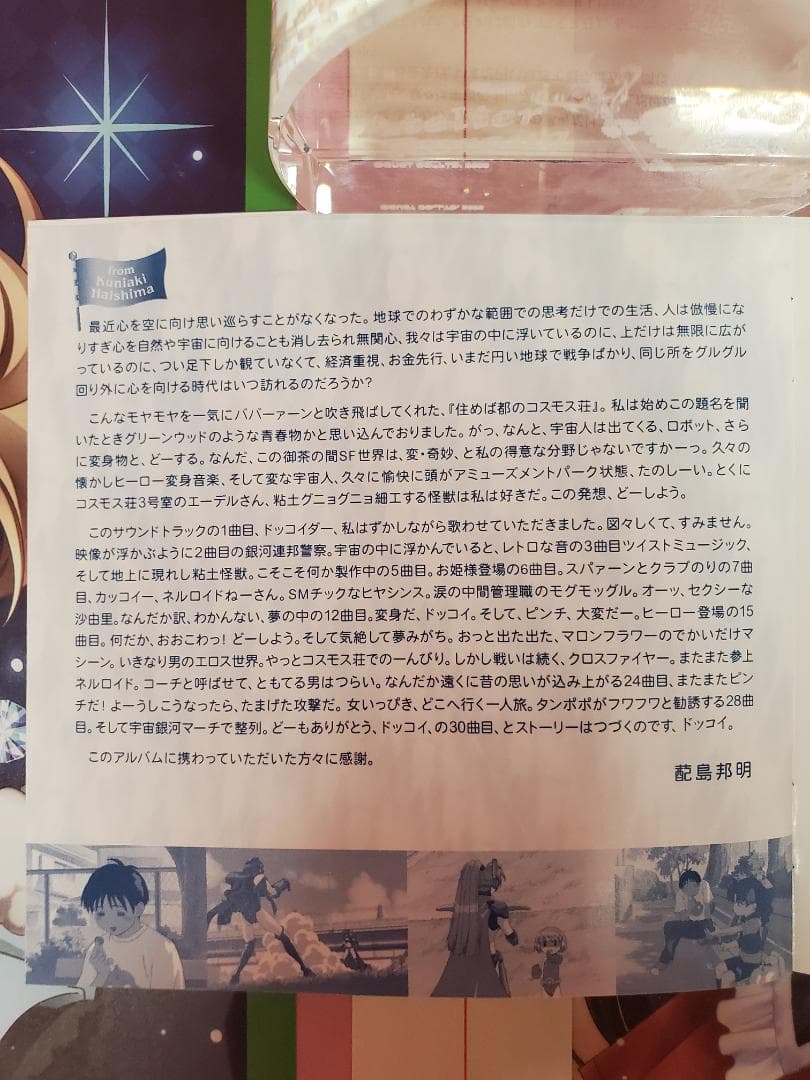 from
Kuniaki
Haishima
最近心を空に向け思い巡らすことがなくなった。地球でのわずかな範囲での思考だけでの生活、人は傲慢にな
りすぎ心を自然や宇宙に向けることも消し去られ無関心、我々は宇宙の中に浮いているのに、上だけは無限に広が
っているのに、つい足下しか観ていなくて、経済重視、お金先行、いまだ円い地球で戦争ばかり、同じ所をグルグル
回り外に心を向ける時代はいつ訪れるのだろうか?
こんなモヤモヤを一気にババーァーンと吹き飛ばしてくれた、『住めば都のコスモス荘』。私は始めこの題名を聞
いたときグリーンウッドのような青春物かと思い込んでおりました。がっ、なんと、宇宙人は出てくる、ロボット、さら
に変身物と、どーする。なんだ、この御茶の間SF世界は、変・奇妙、と私の得意な分野じゃないですかーっ。久々の
懐かしヒーロー変身音楽、そして変な宇宙人、久々に愉快に頭がアミューズメントパーク状態、たのしーい。とくに
コスモス荘3号室のエーデルさん、粘土グニョグニョ細工する怪獣は私は好きだ。この発想、どーしよう。
このサウンドトラックの1曲目、ドッコイダー、私はずかしながら歌わせていただきました。図々しくて、すみません。
映像が浮かぶように2曲目の銀河連邦警察。宇宙の中に浮かんでいると、レトロな音の3曲目ツイストミュージック、
そして地上に現れし粘土怪獣。こそこそ何か製作中の5曲目。お姫様登場の6曲目。スパァーンとクラブのりの7曲
目、カッコイー、ネルロイドねーさん。SMチックなヒヤシンス。涙の中間管理職のモグモッグル。オーッ、セクシーな
沙由里。なんだか訳、わかんない、夢の中の12曲目。変身だ、ドッコイ。そして、ピンチ、大変だー。ヒーロー登場の15
曲目。何だか、おおこわっ! どーしよう。そして気絶して夢みがち。おっと出た出た、マロンフラワーのでかいだけマ
シーン。いきなり男のエロス世界。やっとコスモス荘でのーんびり。しかし戦いは続く、クロスファイヤー。またまた参上
ネルロイド。コーチと呼ばせて、ともてる男はつらい。なんだか遠くに昔の思いが込み上がる24曲目、またまたピン
チだ!よーうしこうなったら、たまげた攻撃だ。女いっぴき、どこへ行く一人旅。タンポポがフワフワと勧誘する28曲
目。そして宇宙銀河マーチで整列。どーもありがとう、ドッコイ、の30曲目、とストーリーはつづくのです、ドッコイ。
このアルバムに携わっていただいた方々に感謝。
蓜島邦明